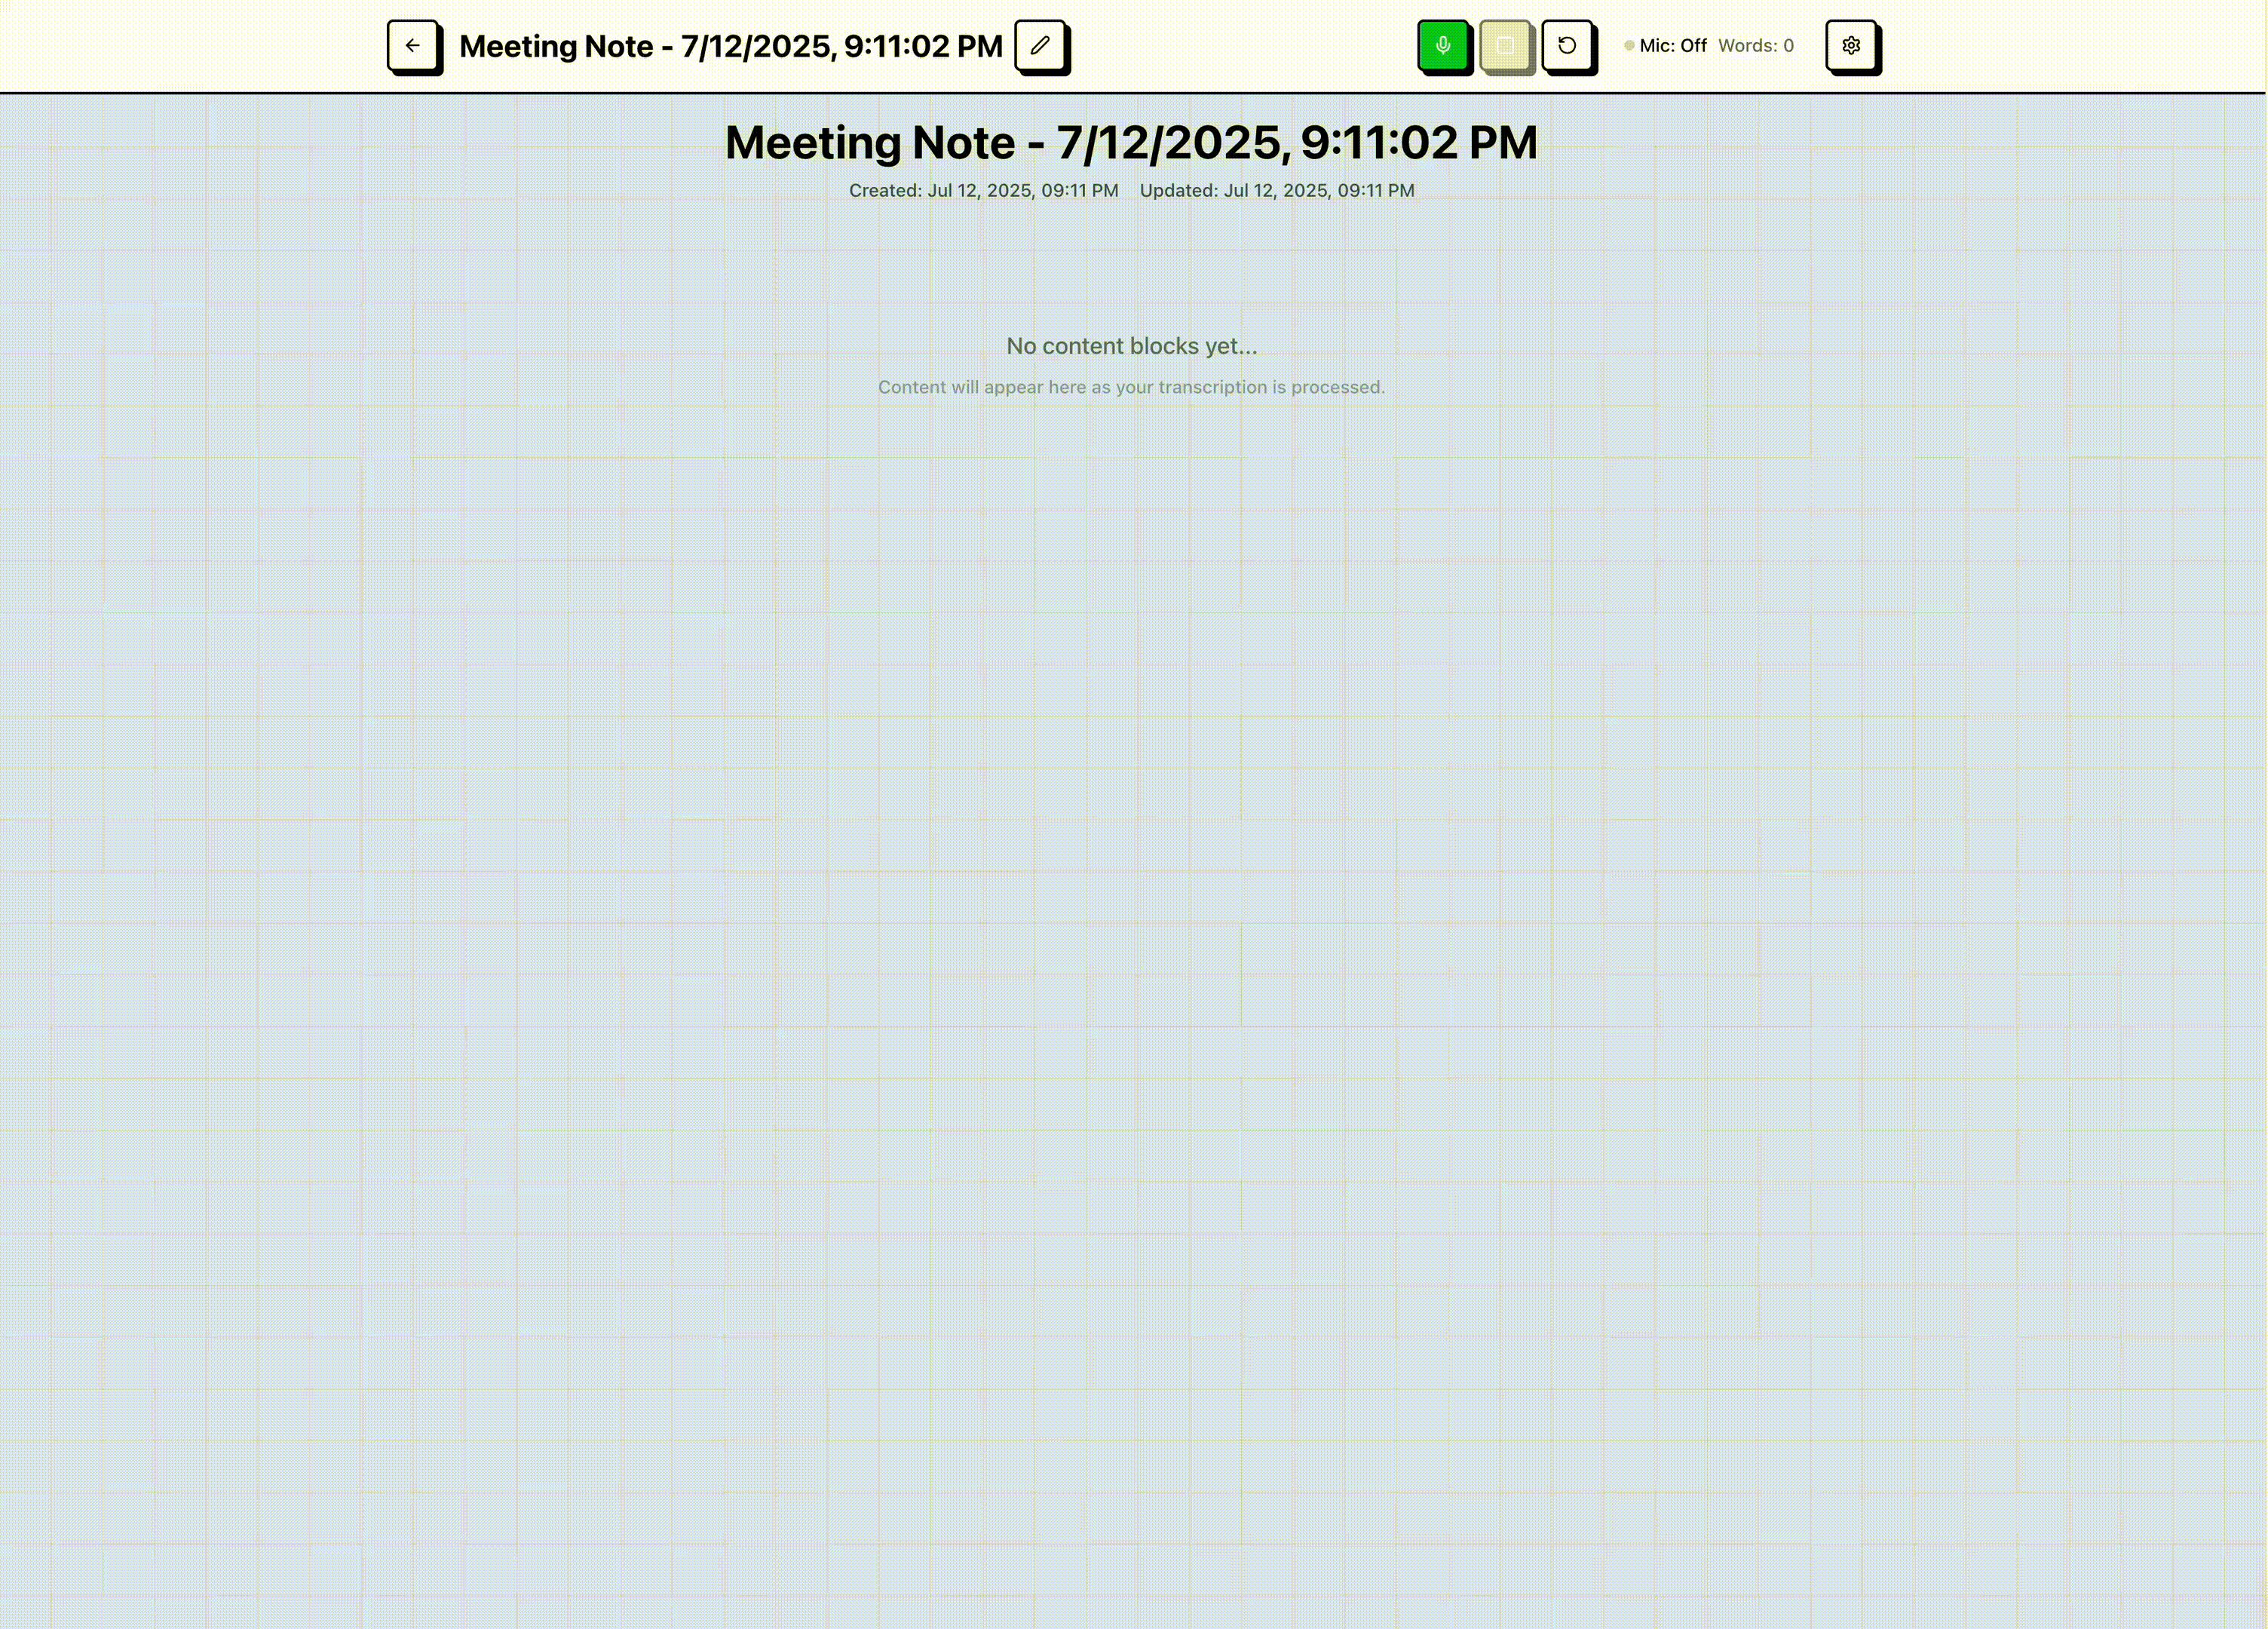 Meeting Note - 7/12/2025, 9:11:02 PM
Mic: Off Words: 0
Meeting Note - 7/12/2025, 9:11:02 PM
Created: Jul 12, 2025, 09:11 PM Updated: Jul 12, 2025, 09:11 PM
No content blocks yet...
Content will appear here as your transcription is processed.